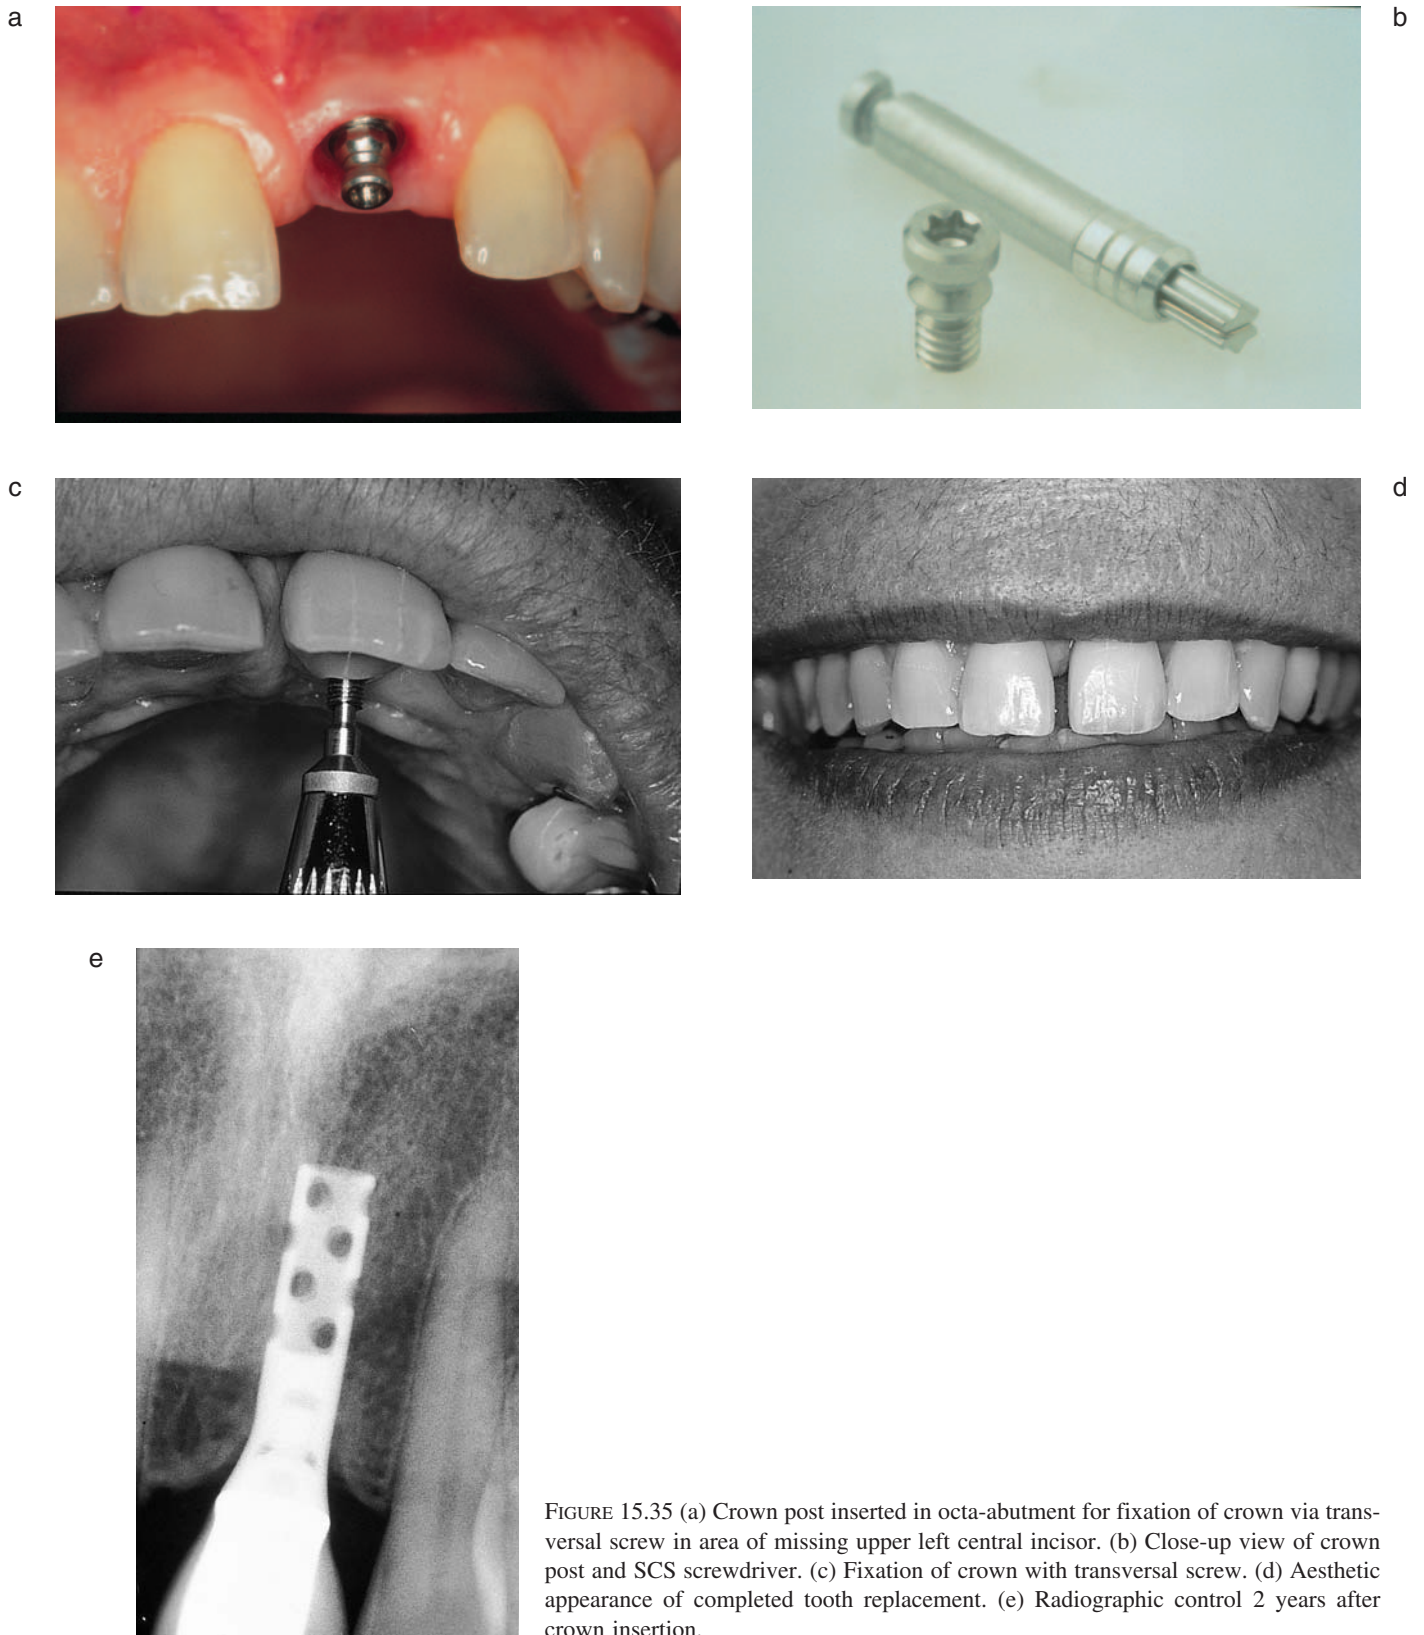 a
b
c
d
e
FIGURE 15.35 (a) Crown post inserted in octa-abutment for fixation of crown via trans-
versal screw in area of missing upper left central incisor. (b) Close-up view of crown
post and SCS screwdriver. (c) Fixation of crown with transversal screw. (d) Aesthetic
appearance of completed tooth replacement. (e) Radiographic control 2 years after
crown insertion.